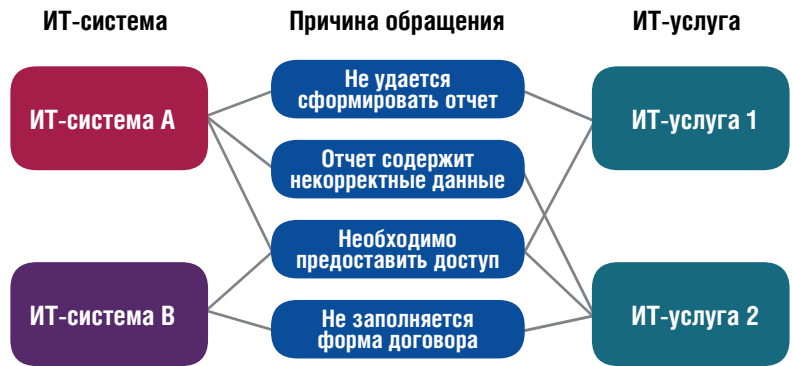 ИТ-система
Причина обращения
ИТ-услуга
ИТ-система А
Не удается
сформировать отчет
ИТ-услуга 1
Отчет содержит
некорректные данные
Необходимо
предоставить доступ
ИТ-система В
Не заполняется
форма договора
ИТ-услуга 2